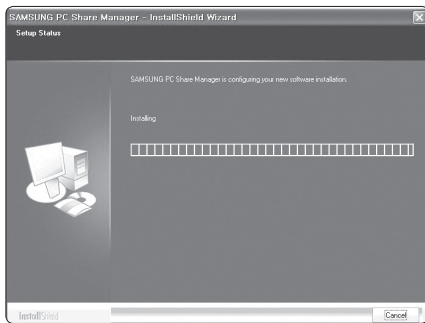 SAMSUNG PC Share Manager - InstallShield Wizard
Setup Status
SAMSUNG PC Share Manager is configuring your new software installation.
Installing
InstallShield
Cancel